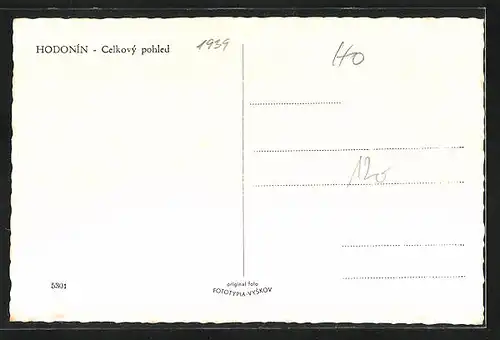 HODONÍN - Celkový pohled 1939
HO
120
5301
original foto
FOTOTYPIA-VYŠKOV